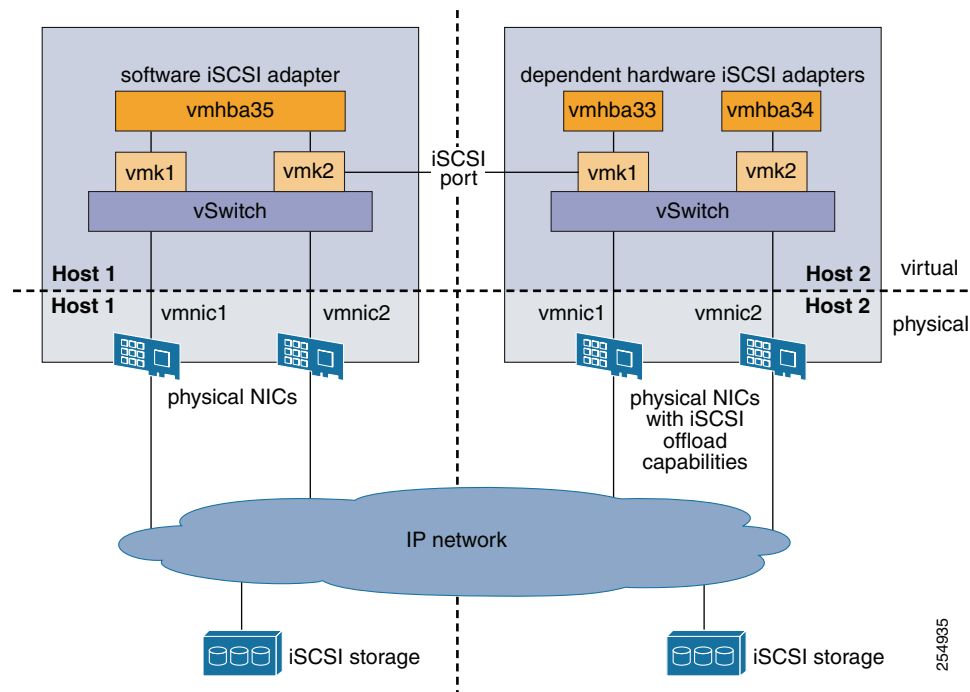 software iSCSI adapter
vmhba35
vmk1
vmk2
vSwitch
Host 1
Host 1
vmnic1
vmnic2
physical NICs
iSCSI
port
dependent hardware iSCSI adapters
vmhba33
vmhba34
vmk1
vmk2
vSwitch
Host 2
Host 2
virtual
physical
vmnic1
vmnic2
physical NICs
with iSCSI
offload
capabilities
IP network
iSCSI storage
iSCSI storage
254935